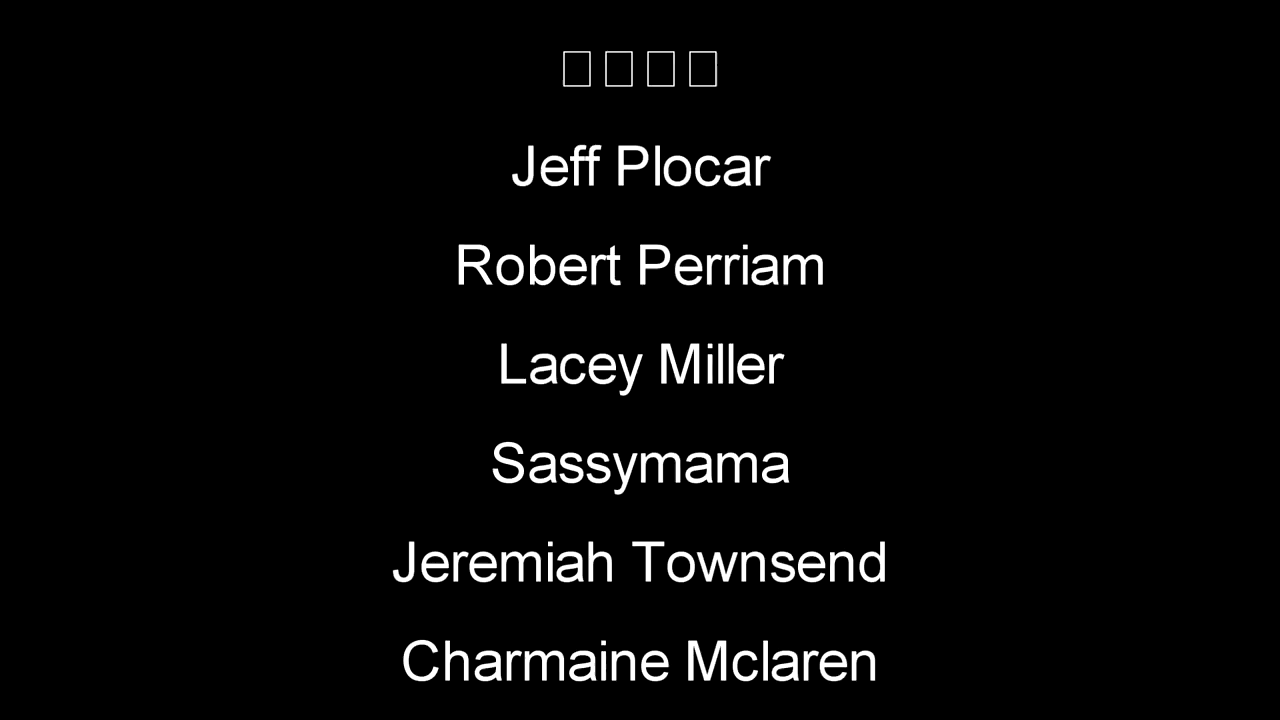 Jeff Plocar
Robert Perriam
Lacey Miller
Sassymama
Jeremiah Townsend
Charmaine Mclaren